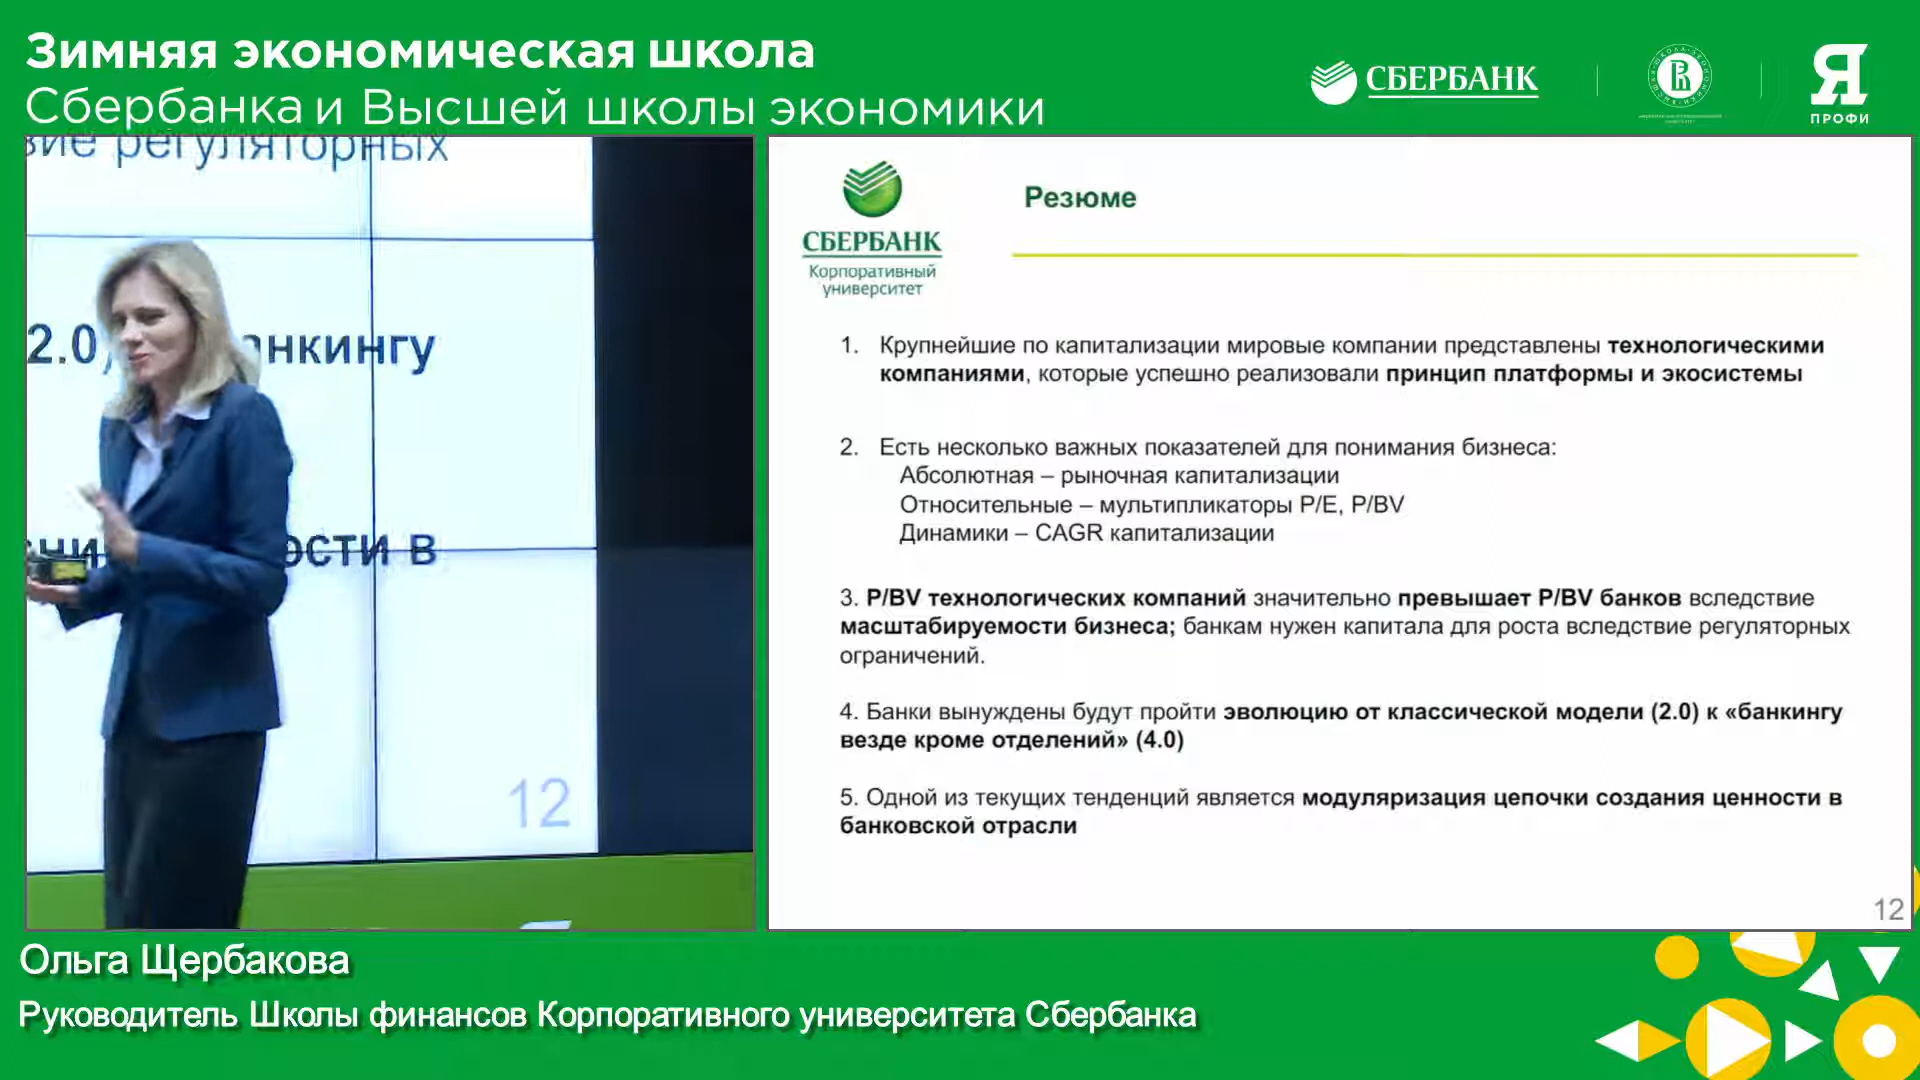 Зимняя экономическая школа
Сбербанка и Высшей школы экономики
СБЕРБАНК
Я
ПРОФИ
вие регуляторных
2.0) анкингу
ости в
12
СБЕРБАНК
Корпоративный
университет
Резюме
1. Крупнейшие по капитализации мировые компании представлены технологическими
компаниями, которые успешно реализовали принцип платформы и экосистемы
2. Есть несколько важных показателей для понимания бизнеса:
Абсолютная – рыночная капитализации
Относительные – мультипликаторы P/E, P/BV
Динамики – CAGR капитализации
3. P/BV технологических компаний значительно превышает P/BV банков вследствие
масштабируемости бизнеса; банкам нужен капитала для роста вследствие регуляторных
ограничений.
4. Банки вынуждены будут пройти эволюцию от классической модели (2.0) к «банкингу
везде кроме отделений» (4.0)
5. Одной из текущих тенденций является модуляризация цепочки создания ценности в
банковской отрасли
12
Ольга Щербакова
Руководитель Школы финансов Корпоративного университета Сбербанка